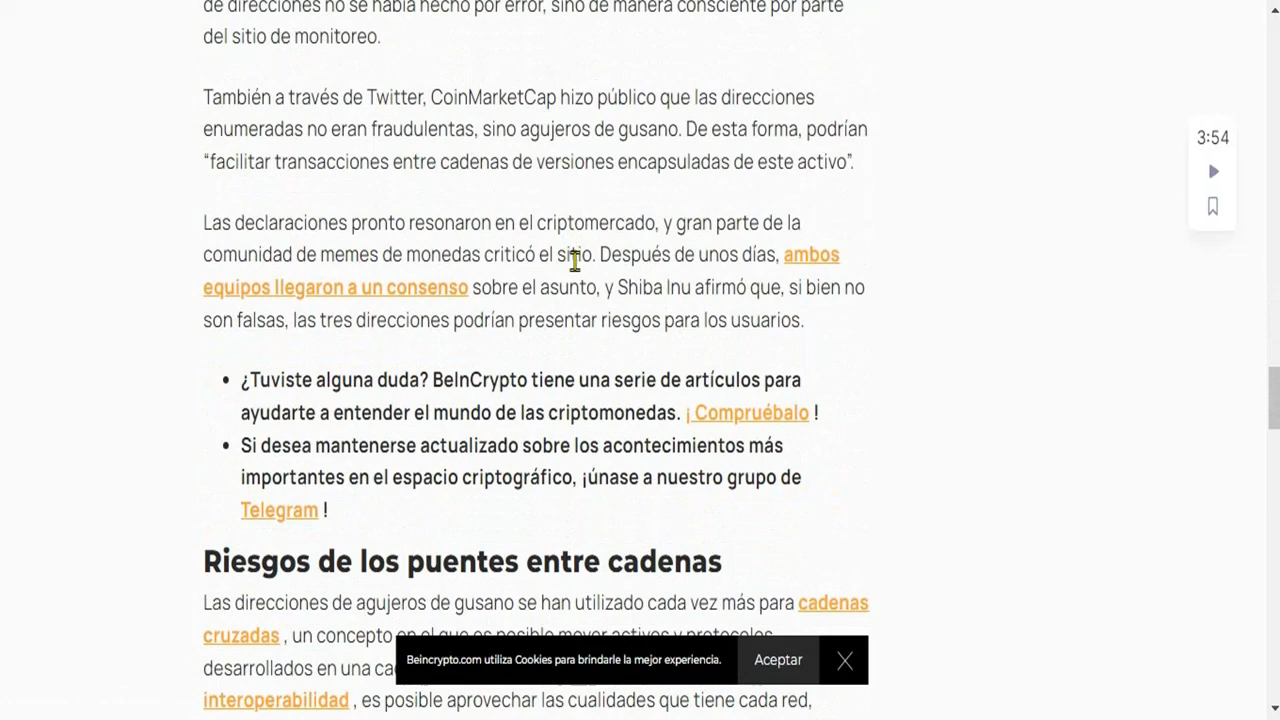 de direcciones no se había hecho por error, sino de manera consciente por parte
del sitio de monitoreo.
También a través de Twitter, CoinMarketCap hizo público que las direcciones
enumeradas no eran fraudulentas, sino agujeros de gusano. De esta forma, podrían
“facilitar transacciones entre cadenas de versiones encapsuladas de este activo”.
Las declaraciones pronto resonaron en el criptomercado, y gran parte de la
comunidad de memes de monedas criticó el sitio. Después de unos días, ambos
equipos llegaron a un consenso sobre el asunto, y Shiba Inu afirmó que, si bien no
son falsas, las tres direcciones podrían presentar riesgos para los usuarios.
• ¿Tuviste alguna duda? BeInCrypto tiene una serie de artículos para
ayudarte a entender el mundo de las criptomonedas. ¡ Compruébalo !
• Si desea mantenerse actualizado sobre los acontecimientos más
importantes en el espacio criptográfico, ¡únase a nuestro grupo de
Telegram !
Riesgos de los puentes entre cadenas
Las direcciones de agujeros de gusano se han utilizado cada vez más para cadenas
cruzadas , un concepto en el que es posible mover activos y protocolos
desarrollados en una ca
interoperabilidad , es posible aprovechar las cualidades que tiene cada red,
Beincrypto.com utiliza Cookies para brindarle la mejor experiencia.
Aceptar
3:54